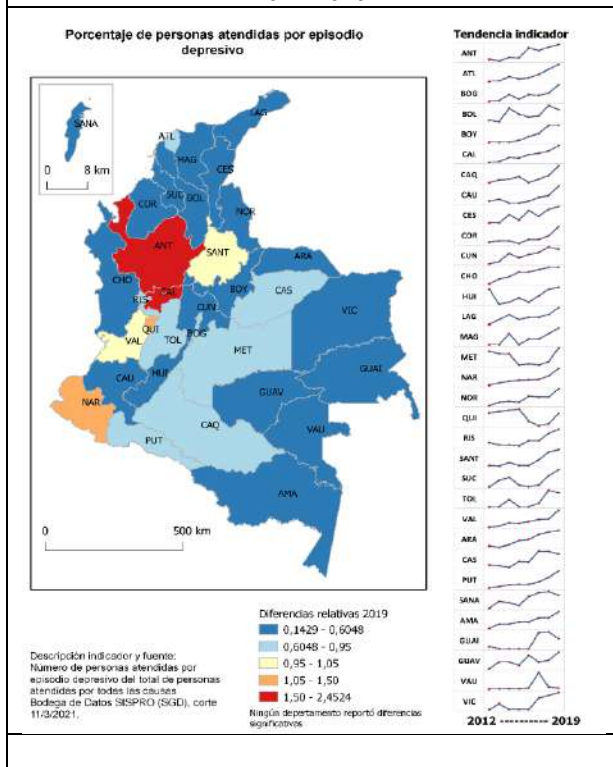 Porcentaje de personas atendidas por episodio
depresivo
Tendencia indicador
SANA
0 8 km
LAG
ATL
MAG
CES
SUC
BOL
COR
NOR
ANT
SANT
ARA
CHO
CAL
BOY
CAS
RIS
CUN
VIC
QUI
BOG
TOL
VAL
MET
GUAI
CAU
HUI
GUAV
NAR
CAQ
VAU
PUT
AMA
0 500 km
Diferencias relativas 2019
0,1429 - 0,6048
0,6048 - 0,95
0,95 - 1,05
1,05 - 1,50
1,50 - 2,4524
Ningún departamento reportó diferencias
significativas
Descripción indicador y fuente:
Número de personas atendidas por
episodio depresivo del total de personas
atendidas por todas las causas
Bodega de Datos SISPRO (SGD), corte
11/3/2021.
ANT
ATL
BOG
BOL
BOY
CAL
CAQ
CAU
CES
COR
CUN
CHO
HUI
LAG
MAG
MET
NAR
NOR
QUI
RIS
SANT
SUC
TOL
VAL
ARA
CAS
PUT
SANA
AMA
GUAI
GUAV
VAU
VIC
2012 ----------- 2019